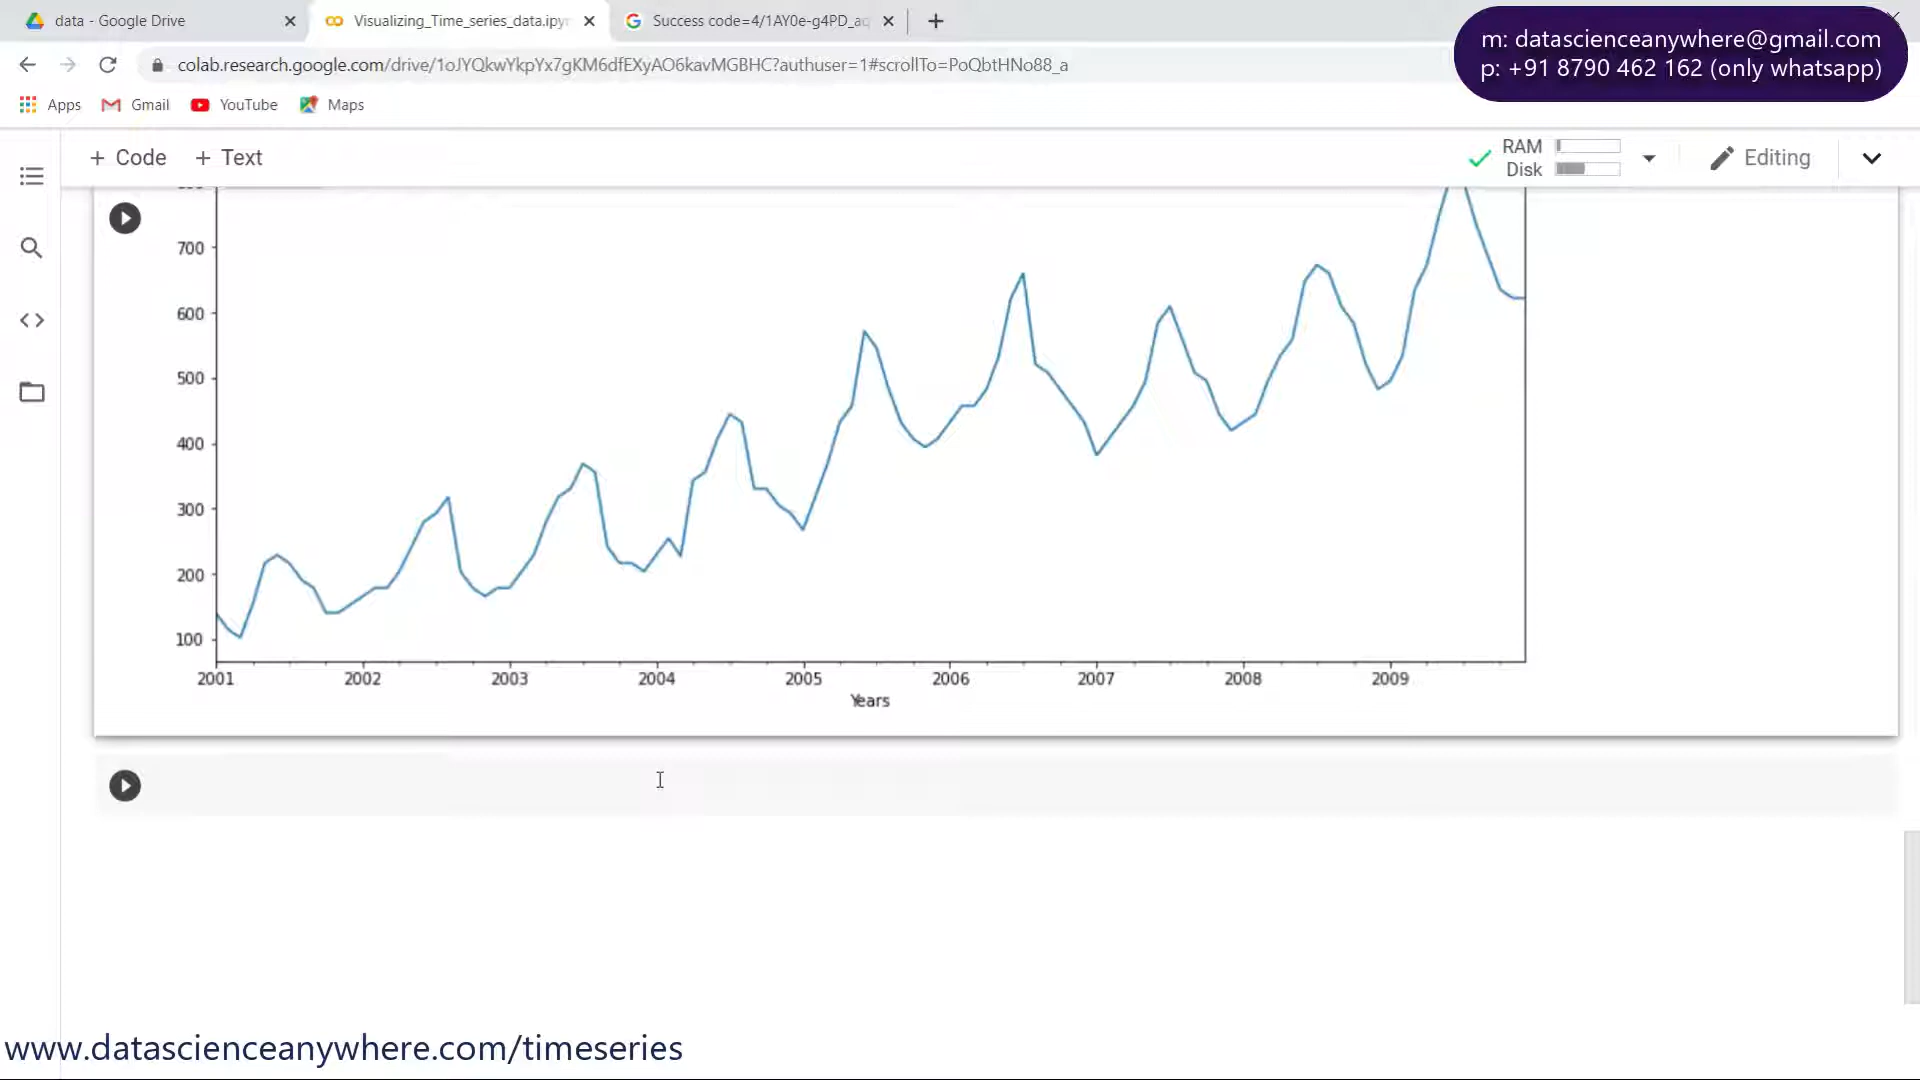 data - Google Drive
Visualizing_Time_series_data.ipyn
Success code=4/1AY0e-g4PD_aq
colab.research.google.com/drive/1oJYQkwYkpYx7gKM6dfEXyAO6kavMGBHC?authuser=1#scrollTo=PoQbtHNo88_a
m: datascienceanywhere@gmail.com
p: +91 8790 462 162 (only whatsapp)
Apps
Gmail
YouTube
Maps
+ Code
+ Text
RAM
Disk
Editing
700
600
500
400
300
200
100
2001
2002
2003
2004
2005
2006
2007
2008
2009
Years
www.datascienceanywhere.com/timeseries